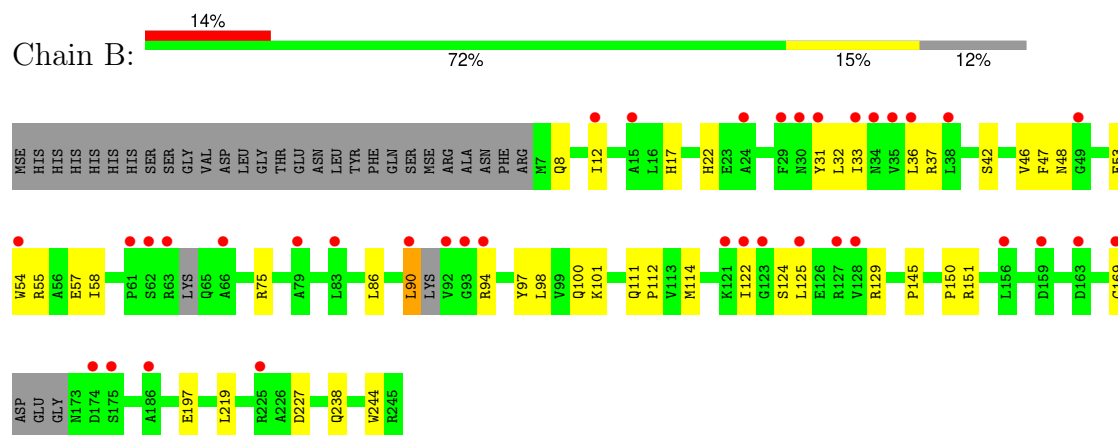 14%
Chain B:
72% 15% 12%
MSE HIS HIS HIS HIS HIS HIS SER SER GLY VAL ASP LEU GLY THR GLU ASN LEU TYR PHE GLN SER MSE ARG ALA ASN PHE ARG M7 Q8 I12 A15 L16 H17 H22 E23 A24 F29 N30 Y31 L32 I33 N34 V35 L36 R37 L38 S42 V46 F47 N48 G49
W54 R55 A56 E57 I58 P61 S62 R63 LYS Q65 A66 R75 A79 L83 L86 L90 LYS V92 G93 R94 Y97 L98 V99 Q100 K101 Q111 P112 V113 M114 K121 I122 G123 S124 L125 E126 R127 V128 R129 P145 P150 R151 L156 D159 D163
ASP GLU GLY N173 D174 S175 A186 E197 L219 R225 A226 D227 Q238 W244 R245